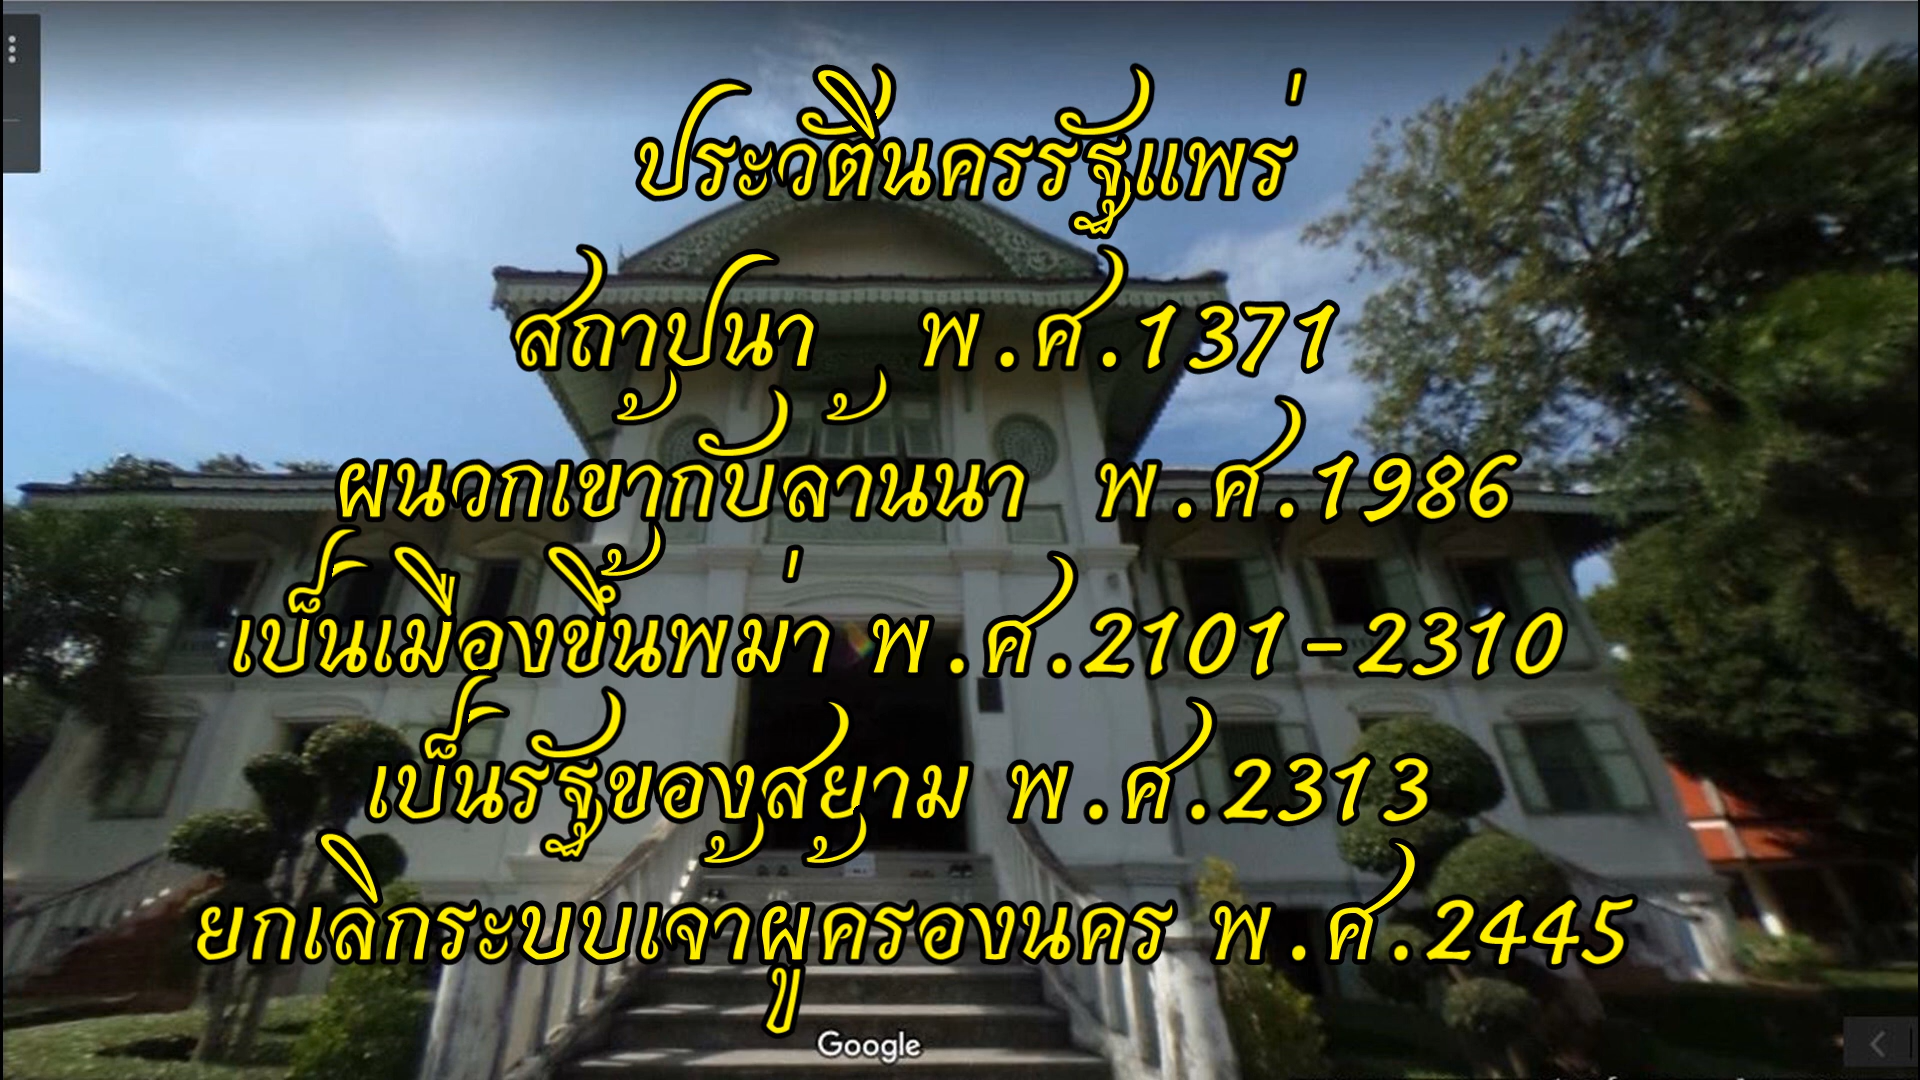 ประวัตินครรัฐแพร่
สถาปนา พ.ศ.1371
ผนวกเข้ากับล้านนา พ.ศ.1986
เป็นเมืองขึ้นพม่า พ.ศ.2101-2310
เป็นรัฐของสยาม พ.ศ.2313
ยกเลิกระบบเจ้าผู้ครองนคร พ.ศ.2445
Google